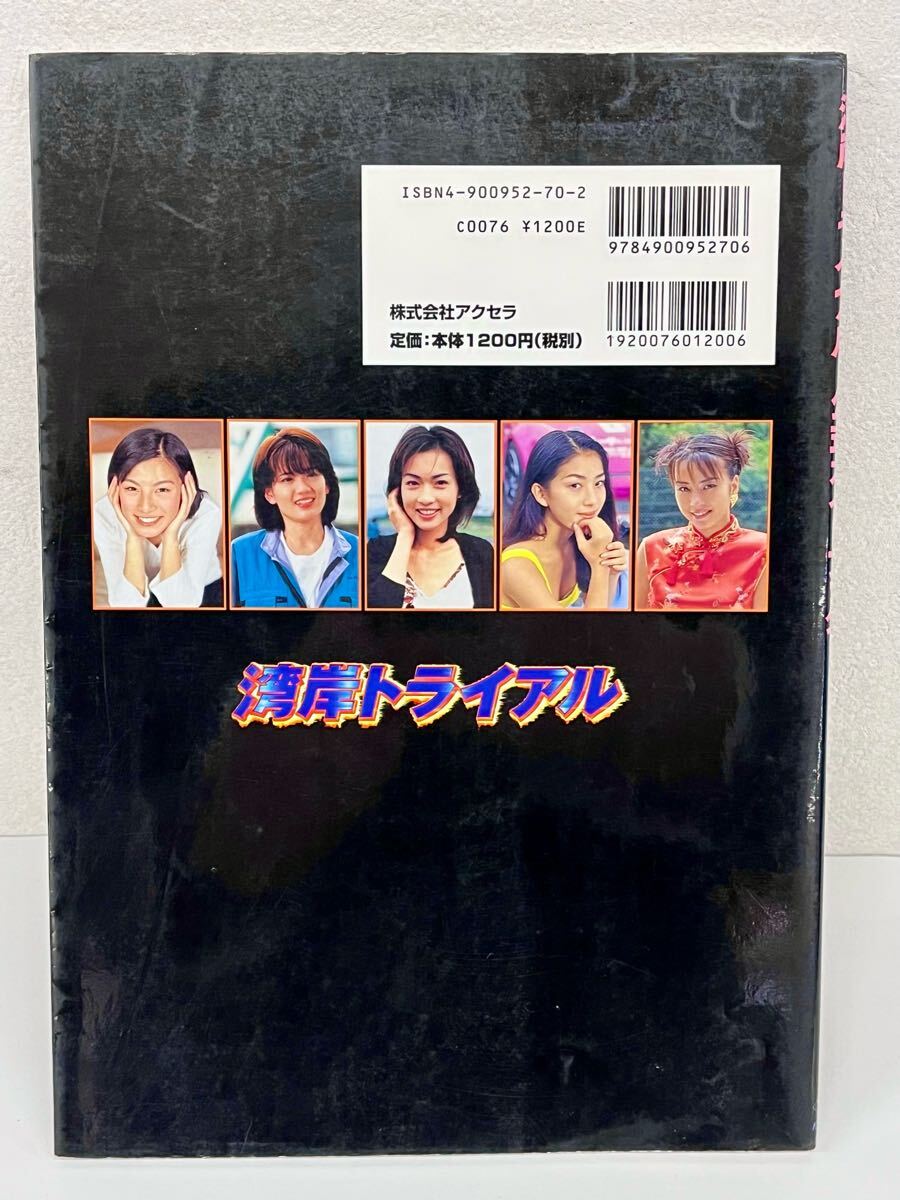 ISBN4-900952-70-2
C0076 ¥1200E
9784900952706
株式会社アクセラ
定価:本体1200円(税別)
1920076012006
湾岸トライアル